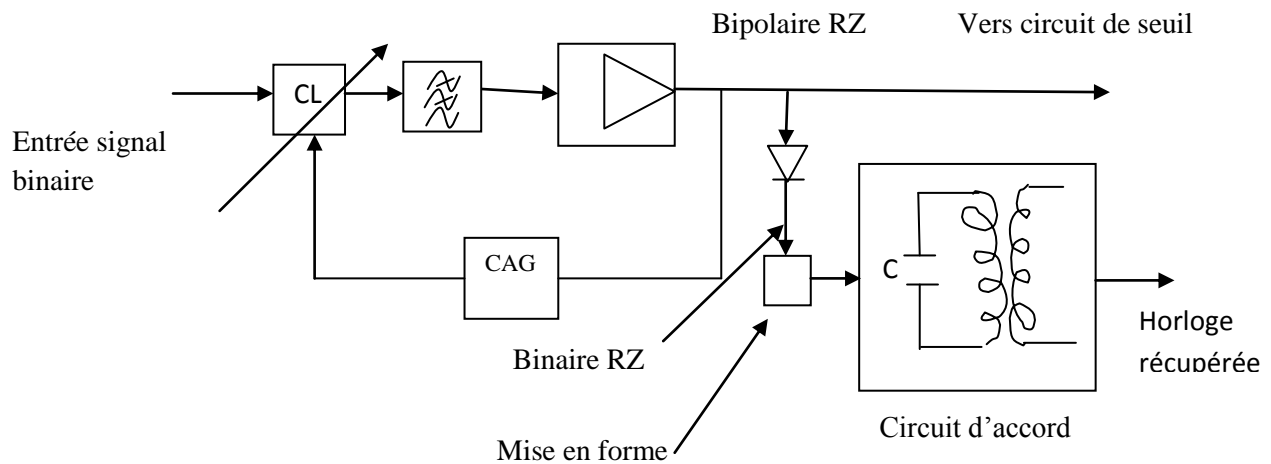 Bipolaire RZ
Vers circuit de seuil
CL
Entrée signal
binaire
CAG
C
Binaire RZ
Horloge
récupérée
Mise en forme
Circuit d'accord